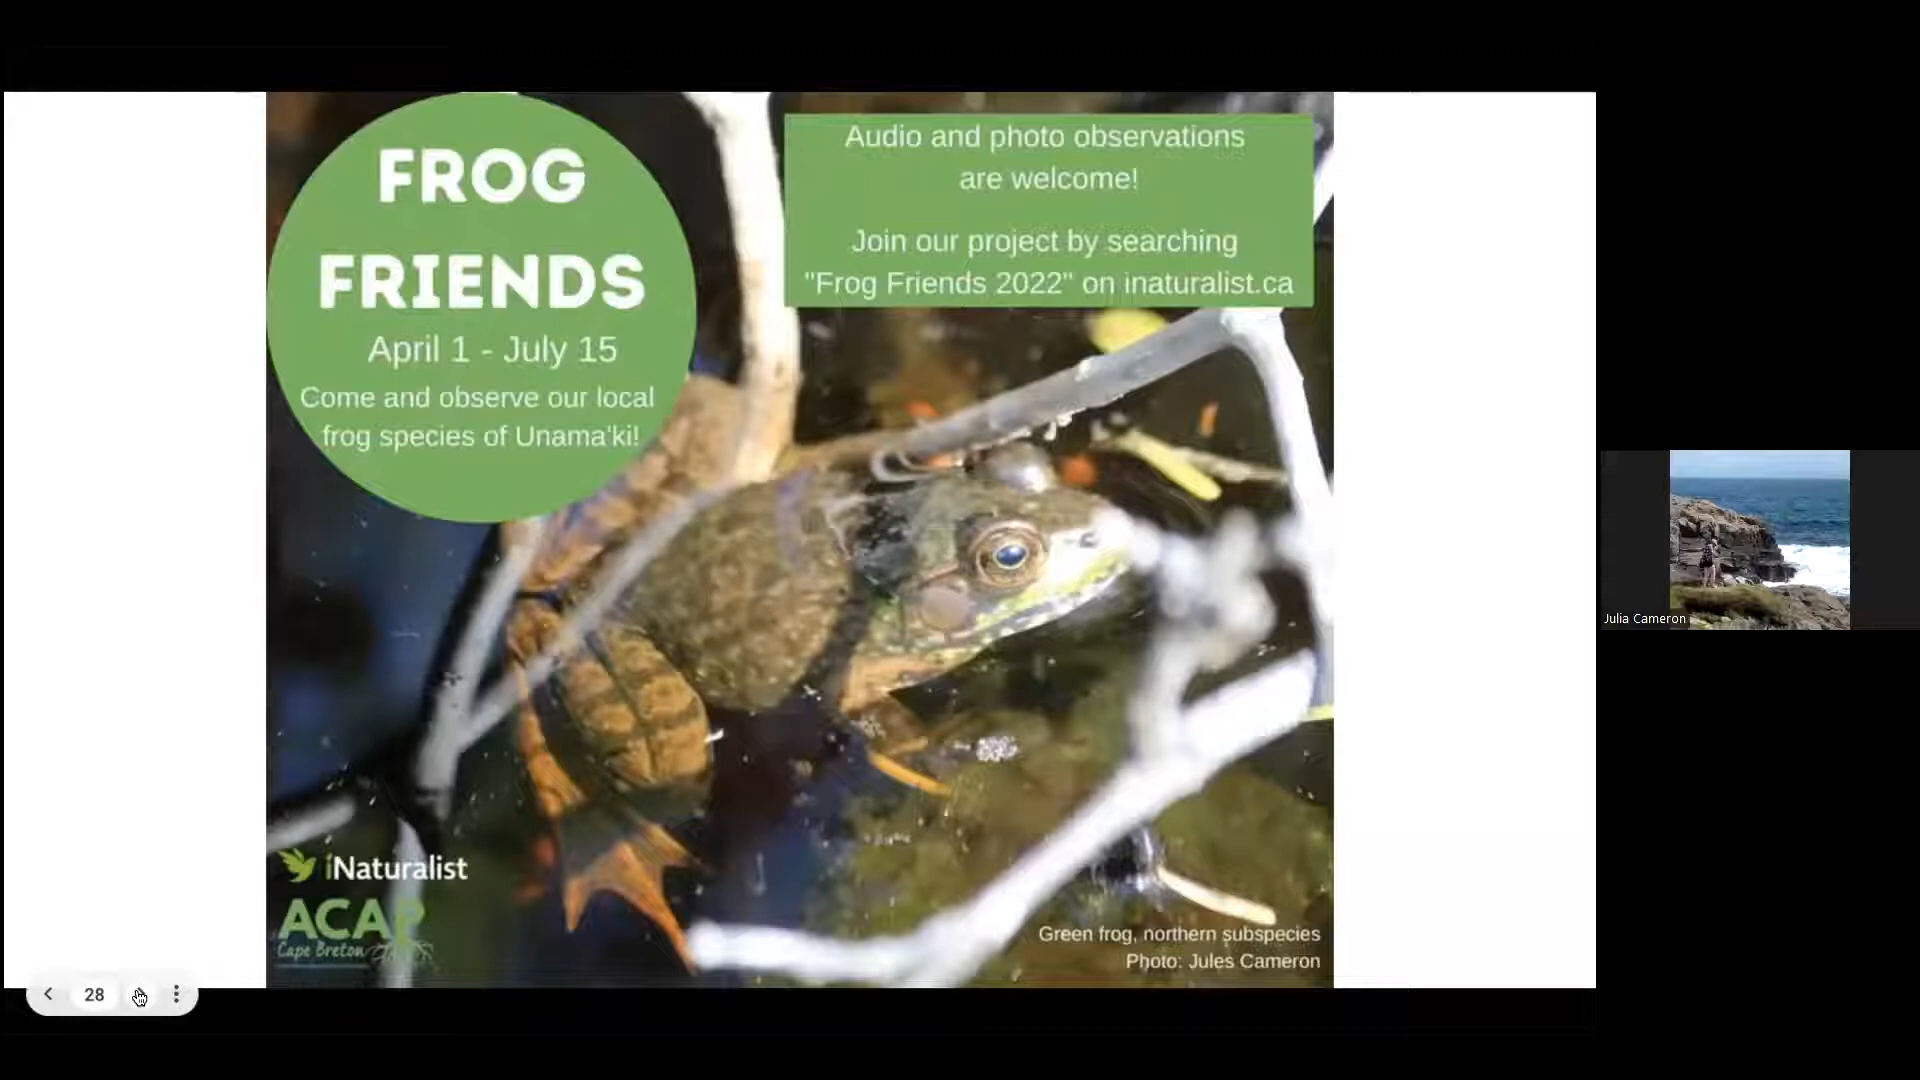 FROG
FRIENDS
April 1 - July 15
Come and observe our local
frog species of Unama'ki!
Audio and photo observations
are welcome!
Join our project by searching
"Frog Friends 2022" on inaturalist.ca
iNaturalist
ACAP
Cape Breton
Green frog, northern subspecies
Photo: Jules Cameron
28
Julia Cameron